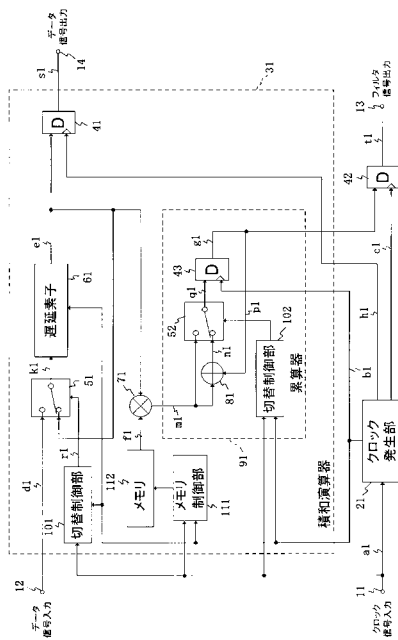 データ
信号入力
12
クロック
信号入力
11
d1
101
切替制御部
r1
51
k1
遅延素子
61
e1
D
41
s1
データ
信号出力
14
31
112
メモリ
f1
71
m1
メモリ
制御部
111
91
81
n1
52
q1
43
D
g1
p1
切替制御部
102
累算器
積和演算器
a1
21
クロック
発生部
b1
h1
c1
42
D
t1
13
フィルタ
信号出力